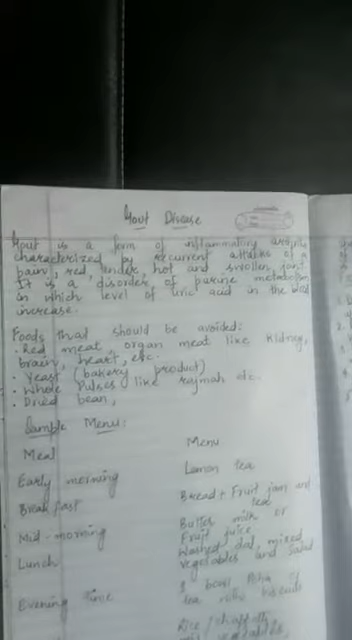 Gout Disease
Gout is a form of inflammatory arthritis
characterized by recurrent attacks of a
pain, red, tender, hot and swollen joint.
It is a disorder of purine metabolism
in which level of uric acid in the blood
increase.
Foods that should be avoided:
• Red meat, organ meat like kidney,
brain, heart, etc.
• Yeast (bakery product)
• Whole Pulses like rajmah etc.
• Dried bean,
Sample Menu:
Meal Menu
Early morning Lemon tea
Breakfast Bread + Fruit jam and
tea
Mid-morning Butter milk or
Fruit juice
Lunch Washed dal, mixed
vegetables and Salad
Evening Time 1 bowl Poha or
tea with biscuits
Rice / chappati
vegetables